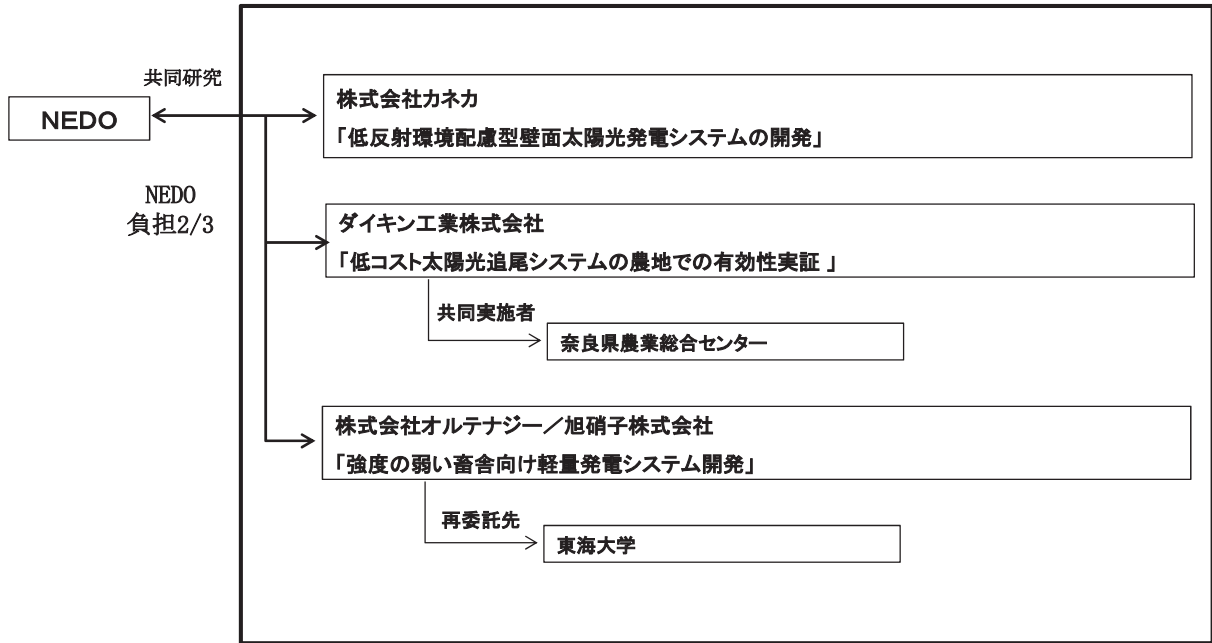 共同研究
NEDO
NEDO
負担2/3
株式会社カネカ
「低反射環境配慮型壁面太陽光発電システムの開発」
ダイキン工業株式会社
「低コスト太陽光追尾システムの農地での有効性実証 」
共同実施者
奈良県農業総合センター
株式会社オルテナジー／旭硝子株式会社
「強度の弱い畜舎向け軽量発電システム開発」
再委託先
東海大学